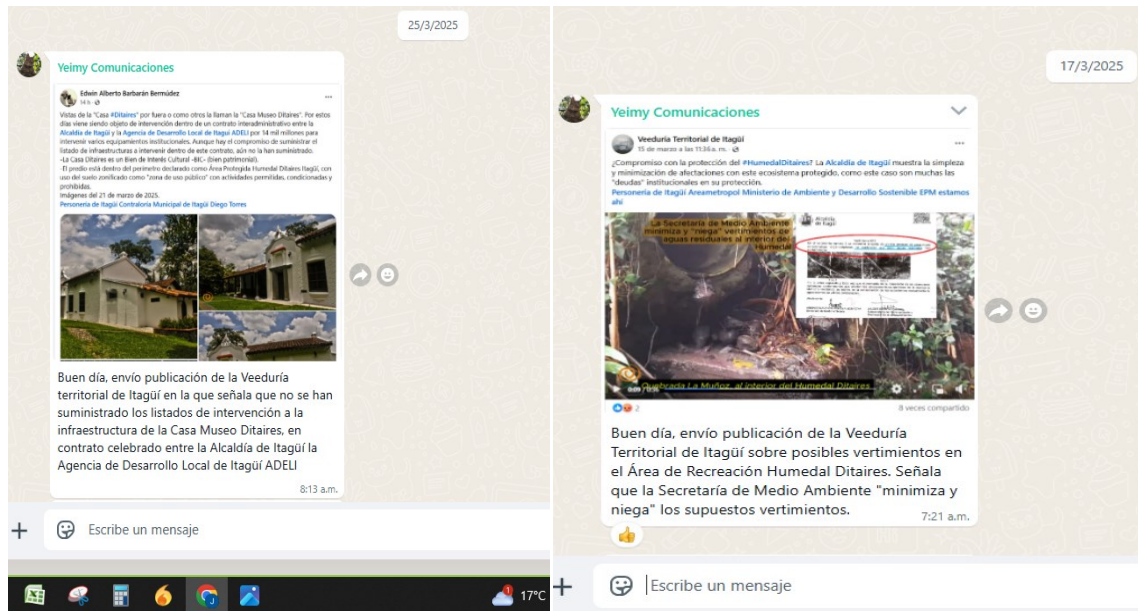 25/3/2025
Yeimy Comunicaciones
Edwin Alberto Barbarán Bermúdez
14 h
Vistas de la "Casa #Ditaires" por fuera o como otros la llaman la "Casa Museo Ditaires". Por estos
días viene siendo objeto de intervención dentro de un contrato interadministrativo entre la
Alcaldía de Itagüí y la Agencia de Desarrollo Local de Itagui ADELI por 14 mil millones para
intervenir varios equipamientos institucionales. Aunque hay el compromiso de suministrar el
listado de infraestructuras a intervenir dentro de este contrato, aún no la han suministrado.
-La Casa Ditaires es un Bien de Interés Cultural -BIC- (bien patrimonial).
-El predio está dentro del perímetro declarado como Área Protegida Humedal Ditaires Itagüí, con
uso del suelo zonificado como "zona de uso público" con actividades permitidas, condicionadas y
prohibidas.
Imágenes del 21 de marzo de 2025.
Personería de Itagüí Contraloría Municipal de Itagüí Diego Torres
Buen día, envío publicación de la Veeduría
territorial de Itagüí en la que señala que no se han
suministrado los listados de intervención a la
infraestructura de la Casa Museo Ditaires, en
contrato celebrado entre la Alcaldía de Itagüí la
Agencia de Desarrollo Local de Itagüí ADELI
8:13 a.m.
Escribe un mensaje
1
17°C
17/3/2025
Yeimy Comunicaciones
Veeduría Territorial de Itagüí
15 de marzo a las 11:36 a. m.
¿Compromiso con la protección del #HumedalDitaires? La Alcaldía de Itagüí muestra la simpleza
y minimización de afectaciones con este ecosistema protegido, como este caso son muchas las
"deudas" institucionales en su protección.
Personería de Itagüí Areametropol Ministerio de Ambiente y Desarrollo Sostenible EPM estamos
ahí
La Secretaría de Medio Ambiente
minimiza y "niega" vertimientos de
aguas residuales al interior del
Humedal
Alcaldía
de Itagüí
Quebrada La Muñoz, al interior del Humedal Ditaires
2
8 veces compartido
Buen día, envío publicación de la Veeduría
Territorial de Itagüí sobre posibles vertimientos en
el Área de Recreación Humedal Ditaires. Señala
que la Secretaría de Medio Ambiente "minimiza y
niega" los supuestos vertimientos.
7:21 a.m.
Escribe un mensaje